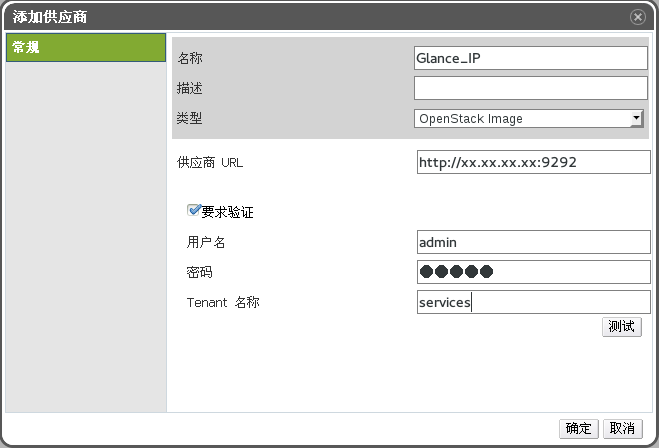 添加供应商
常规
名称 Glance_IP
描述
类型 OpenStack Image
供应商 URL http://xx.xx.xx.xx:9292
要求验证
用户名 admin
密码 ●●●●●
Tenant 名称 services
测试
确定 取消